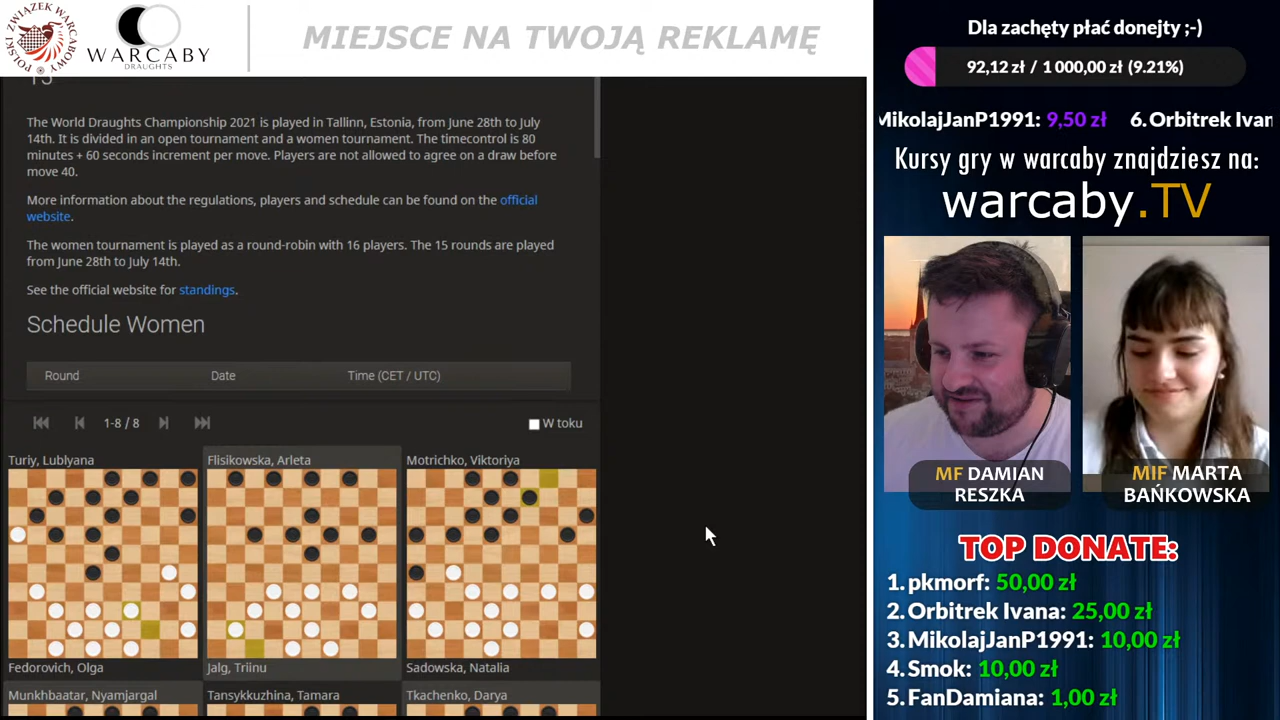 POLSKI ZWIĄZEK WARCABOWY
WARCABY
DRAUGHTS
MIEJSCE NA TWOJĄ REKLAMĘ
The World Draughts Championship 2021 is played in Tallinn, Estonia, from June 28th to July
14th. It is divided in an open tournament and a women tournament. The timecontrol is 80
minutes + 60 seconds increment per move. Players are not allowed to agree on a draw before
move 40.
More information about the regulations, players and schedule can be found on the official
website.
The women tournament is played as a round-robin with 16 players. The 15 rounds are played
from June 28th to July 14th.
See the official website for standings.
Schedule Women
Round Date Time (CET / UTC)
1-8 / 8 W toku
Turiy, Lublyana Flisikowska, Arleta Motrichko, Viktoriya
Fedorovich, Olga Jalg, Triinu Sadowska, Natalia
Munkhbaatar, Nyamjargal Tansykkuzhina, Tamara Tkachenko, Darya
Dla zachęty płać donejty ;-)
92,12 zł / 1 000,00 zł (9.21%)
MikolajJanP1991: 9,50 zł 6. Orbitrek Ivan
Kursy gry w warcaby znajdziesz na:
warcaby.TV
MF DAMIAN
RESZKA
MIF MARTA
BAŃKOWSKA
TOP DONATE:
1. pkmorf: 50,00 zł
2. Orbitrek Ivana: 25,00 zł
3. MikolajJanP1991: 10,00 zł
4. Smok: 10,00 zł
5. FanDamiana: 1,00 zł